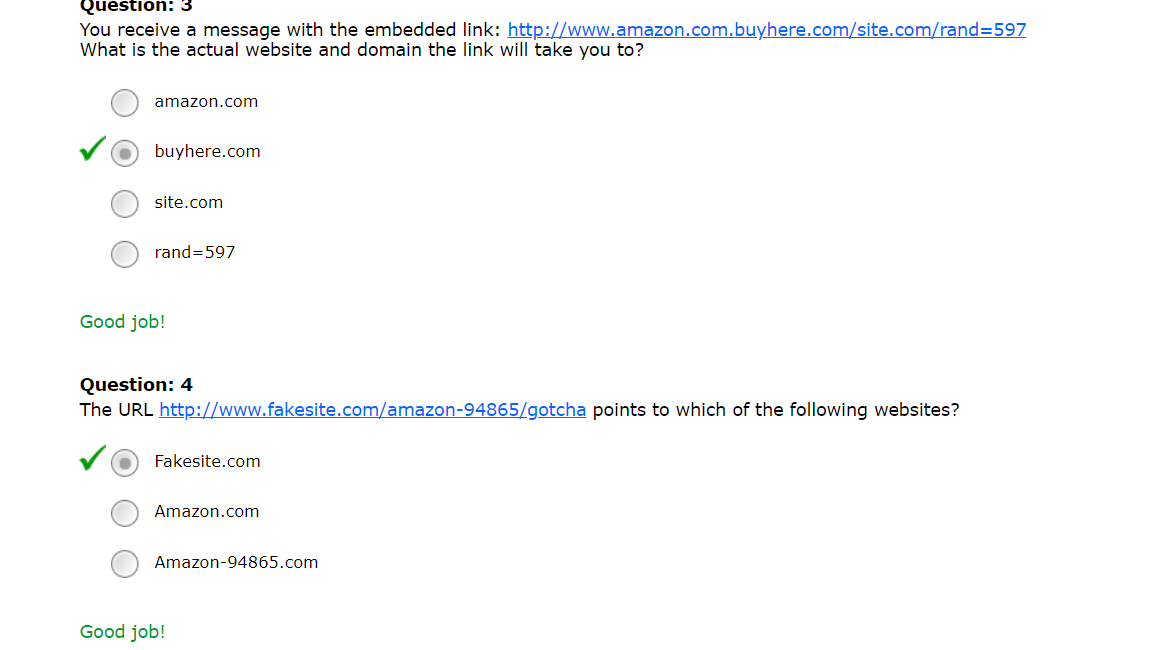 Question: 3
You receive a message with the embedded link: http://www.amazon.com.buyhere.com/site.com/rand=597
What is the actual website and domain the link will take you to?
amazon.com
buyhere.com
site.com
rand=597
Good job!
Question: 4
The URL http://www.fakesite.com/amazon-94865/gotcha points to which of the following websites?
Fakesite.com
Amazon.com
Amazon-94865.com
Good job!